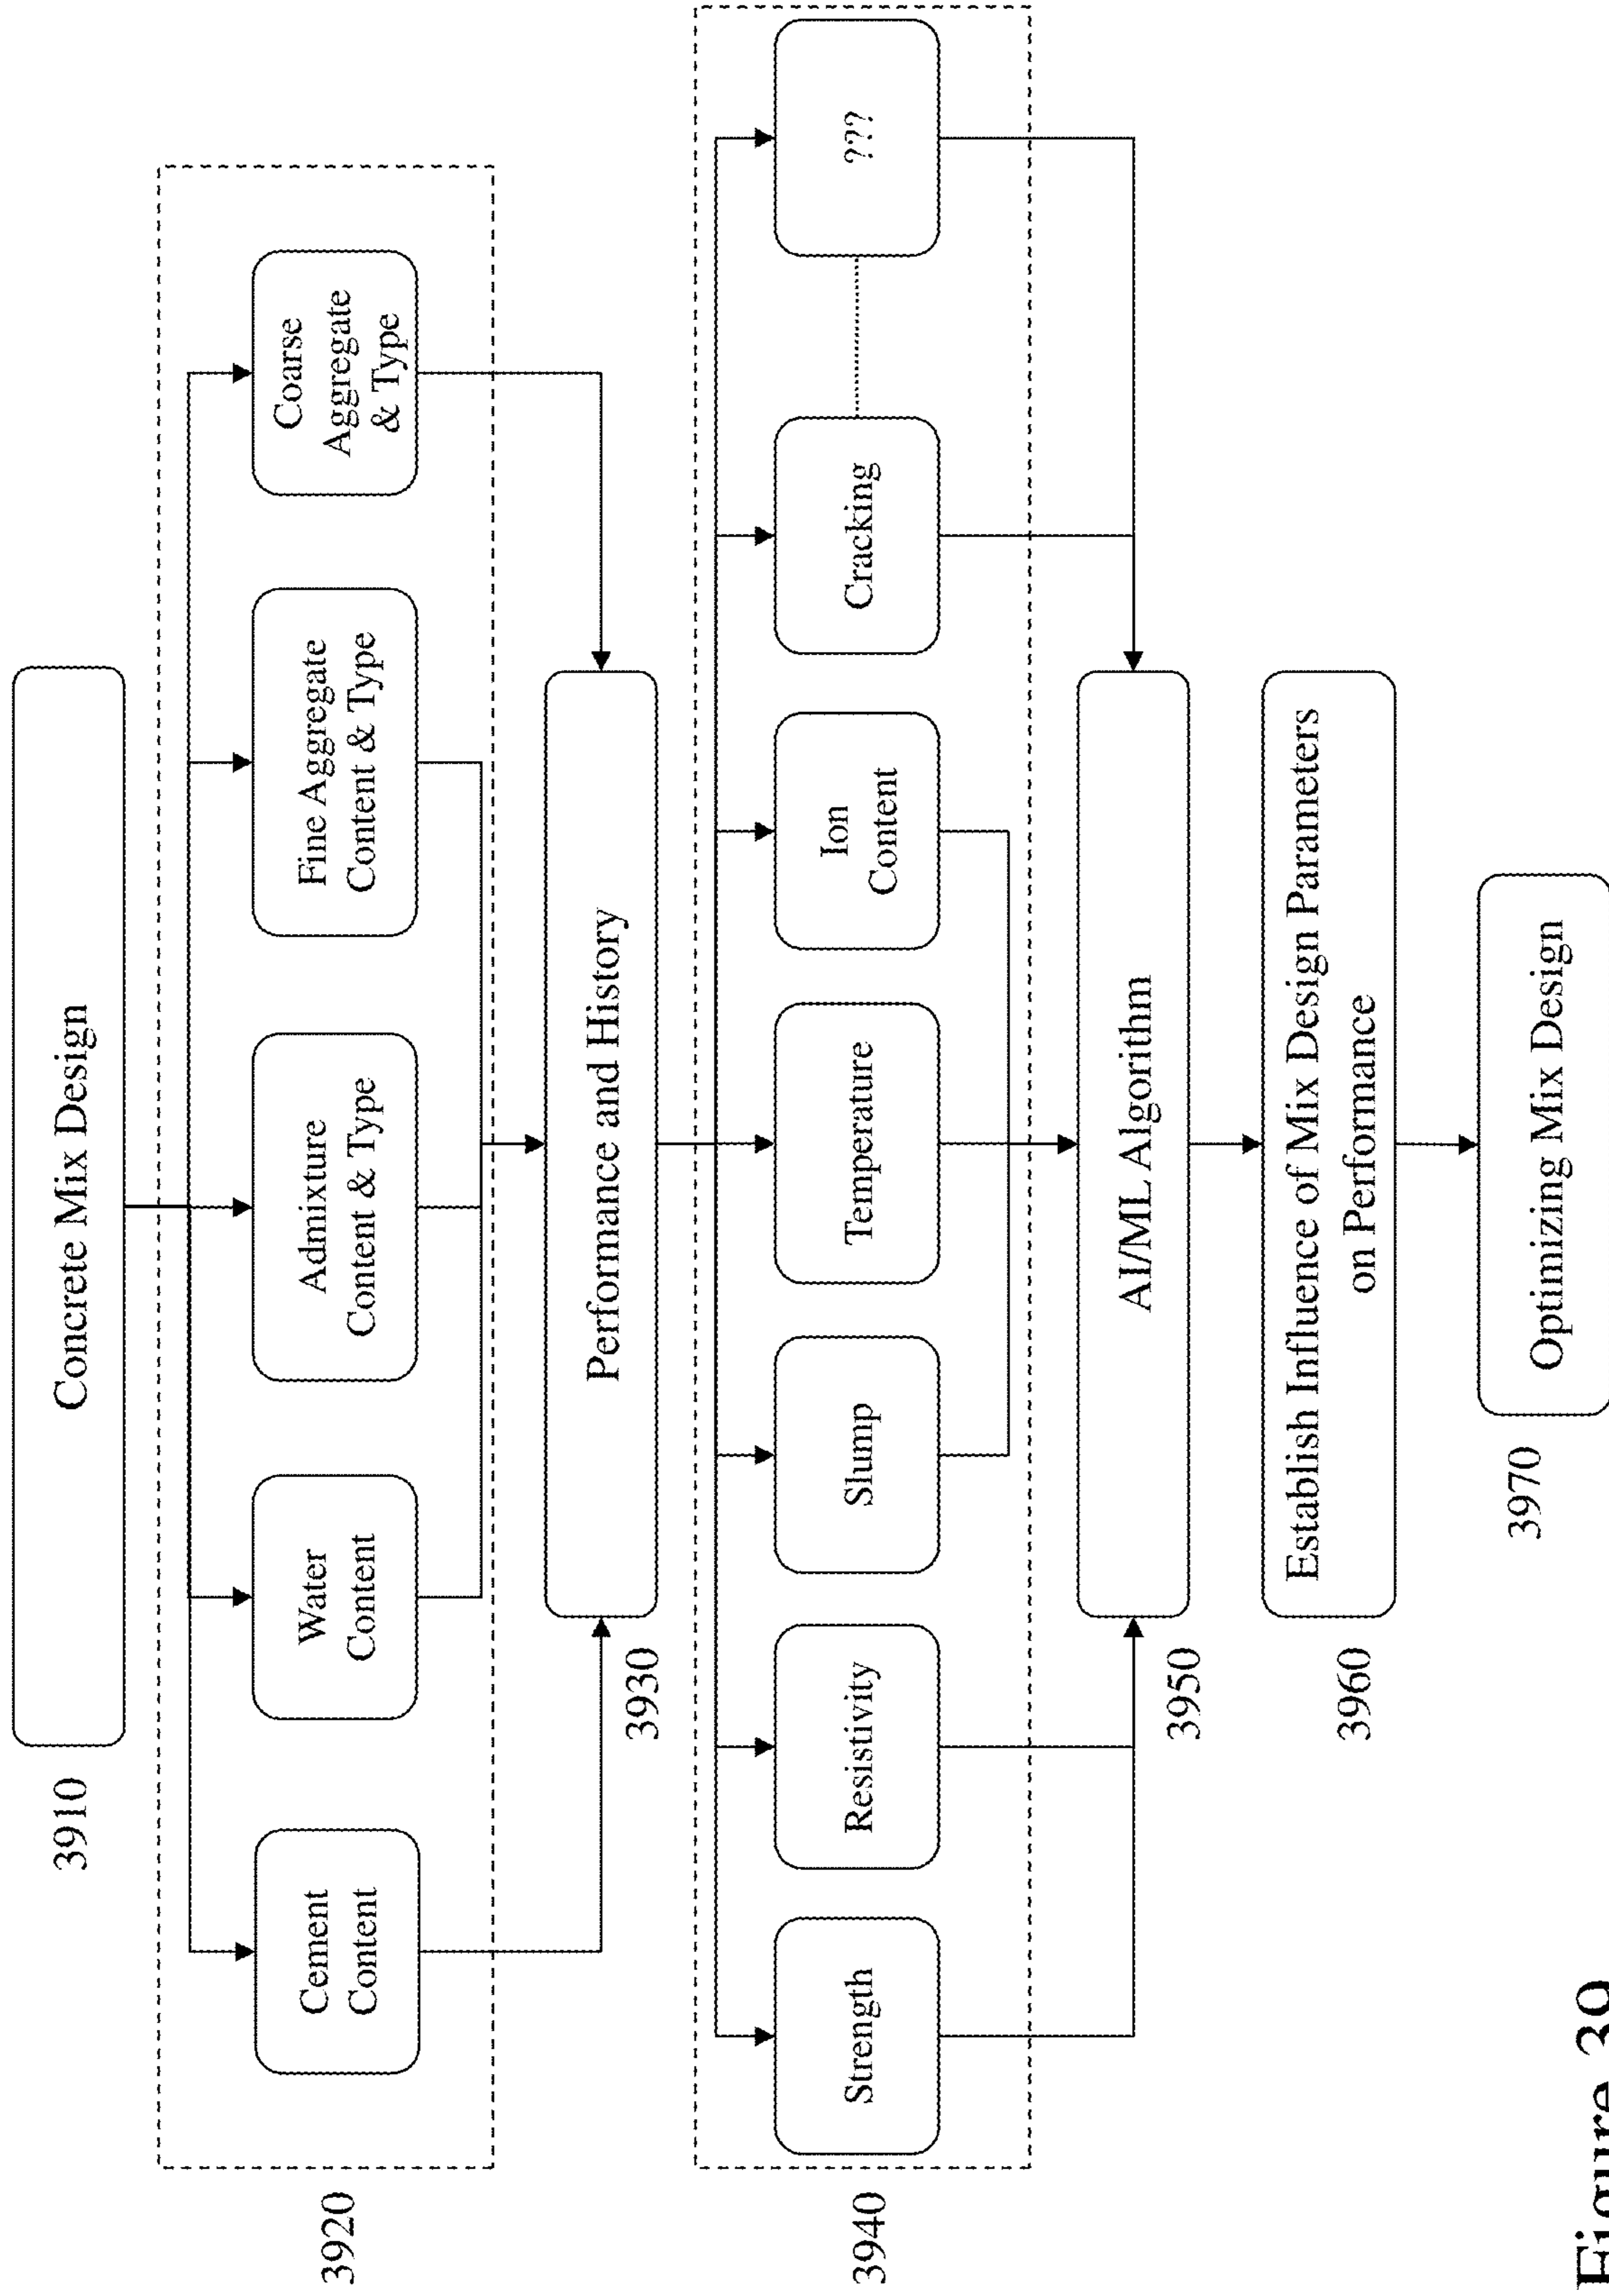 3910
Concrete Mix Design
3920
Cement
Content
Water
Content
Admixture
Content & Type
Fine Aggregate
Content & Type
Coarse
Aggregate
& Type
3930
Performance and History
3940
Strength
Resistivity
Slump
Temperature
Ion
Content
Cracking
???
3950
AI/ML Algorithm
3960
Establish Influence of Mix Design Parameters
on Performance
3970
Optimizing Mix Design
Figure 39